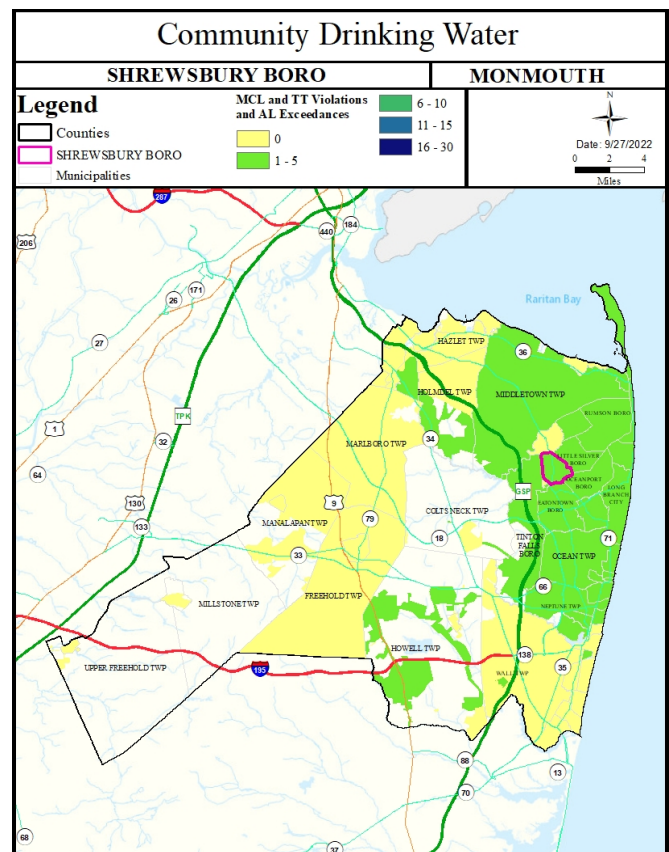 Community Drinking Water
SHREWSBURY BORO
MONMOUTH
Legend
Counties
SHREWSBURY BORO
Municipalities
MCL and TT Violations
and AL Exceedances
0
1 - 5
6 - 10
11 - 15
16 - 30
N
Date: 9/27/2022
0 2 4
Miles
287
206
440
184
171
26
27
Raritan Bay
HAZLET TWP
36
HOLMDEL TWP
MIDDLETOWN TWP
RUMSON BORO
TPK
1
32
34
MARLBORO TWP
LITTLE SILVER
BORO
64
OCEANPORT
BORO
GSP
LONG
BRANCH
CITY
EATONTOWN
BORO
130
9
79
COLTS NECK TWP
133
MANALAPAN TWP
18
TINTON
FALLS
BORO
71
33
OCEAN TWP
66
MILLSTONE TWP
FREEHOLD TWP
NEPTUNE TWP
HOWELL TWP
138
UPPER FREEHOLD TWP
195
35
WALL TWP
88
13
70
68
37